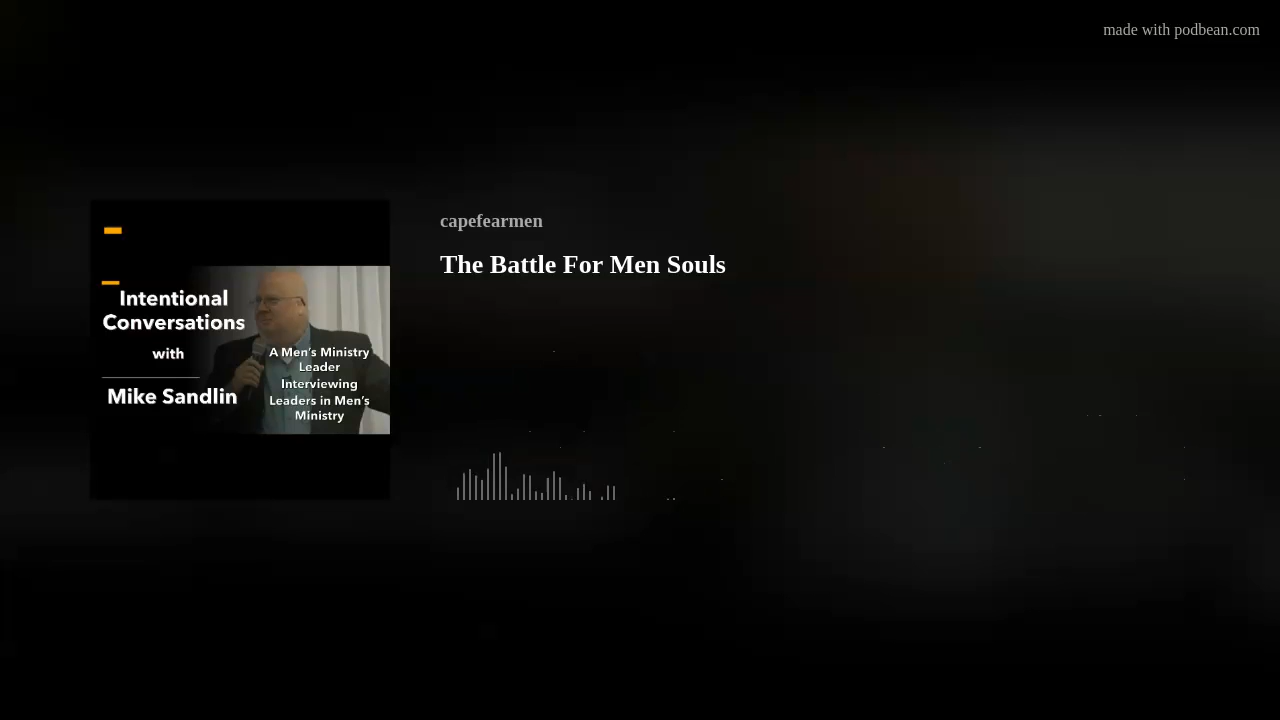 made with podbean.com
capefearmen
The Battle For Men Souls
Intentional
Conversations
with
Mike Sandlin
A Men's Ministry
Leader
Interviewing
Leaders in Men's
Ministry